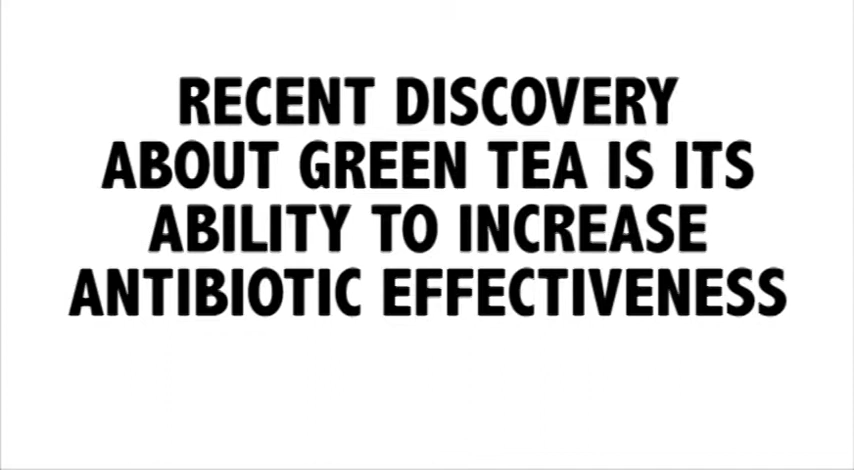 RECENT DISCOVERY
ABOUT GREEN TEA IS ITS
ABILITY TO INCREASE
ANTIBIOTIC EFFECTIVENESS